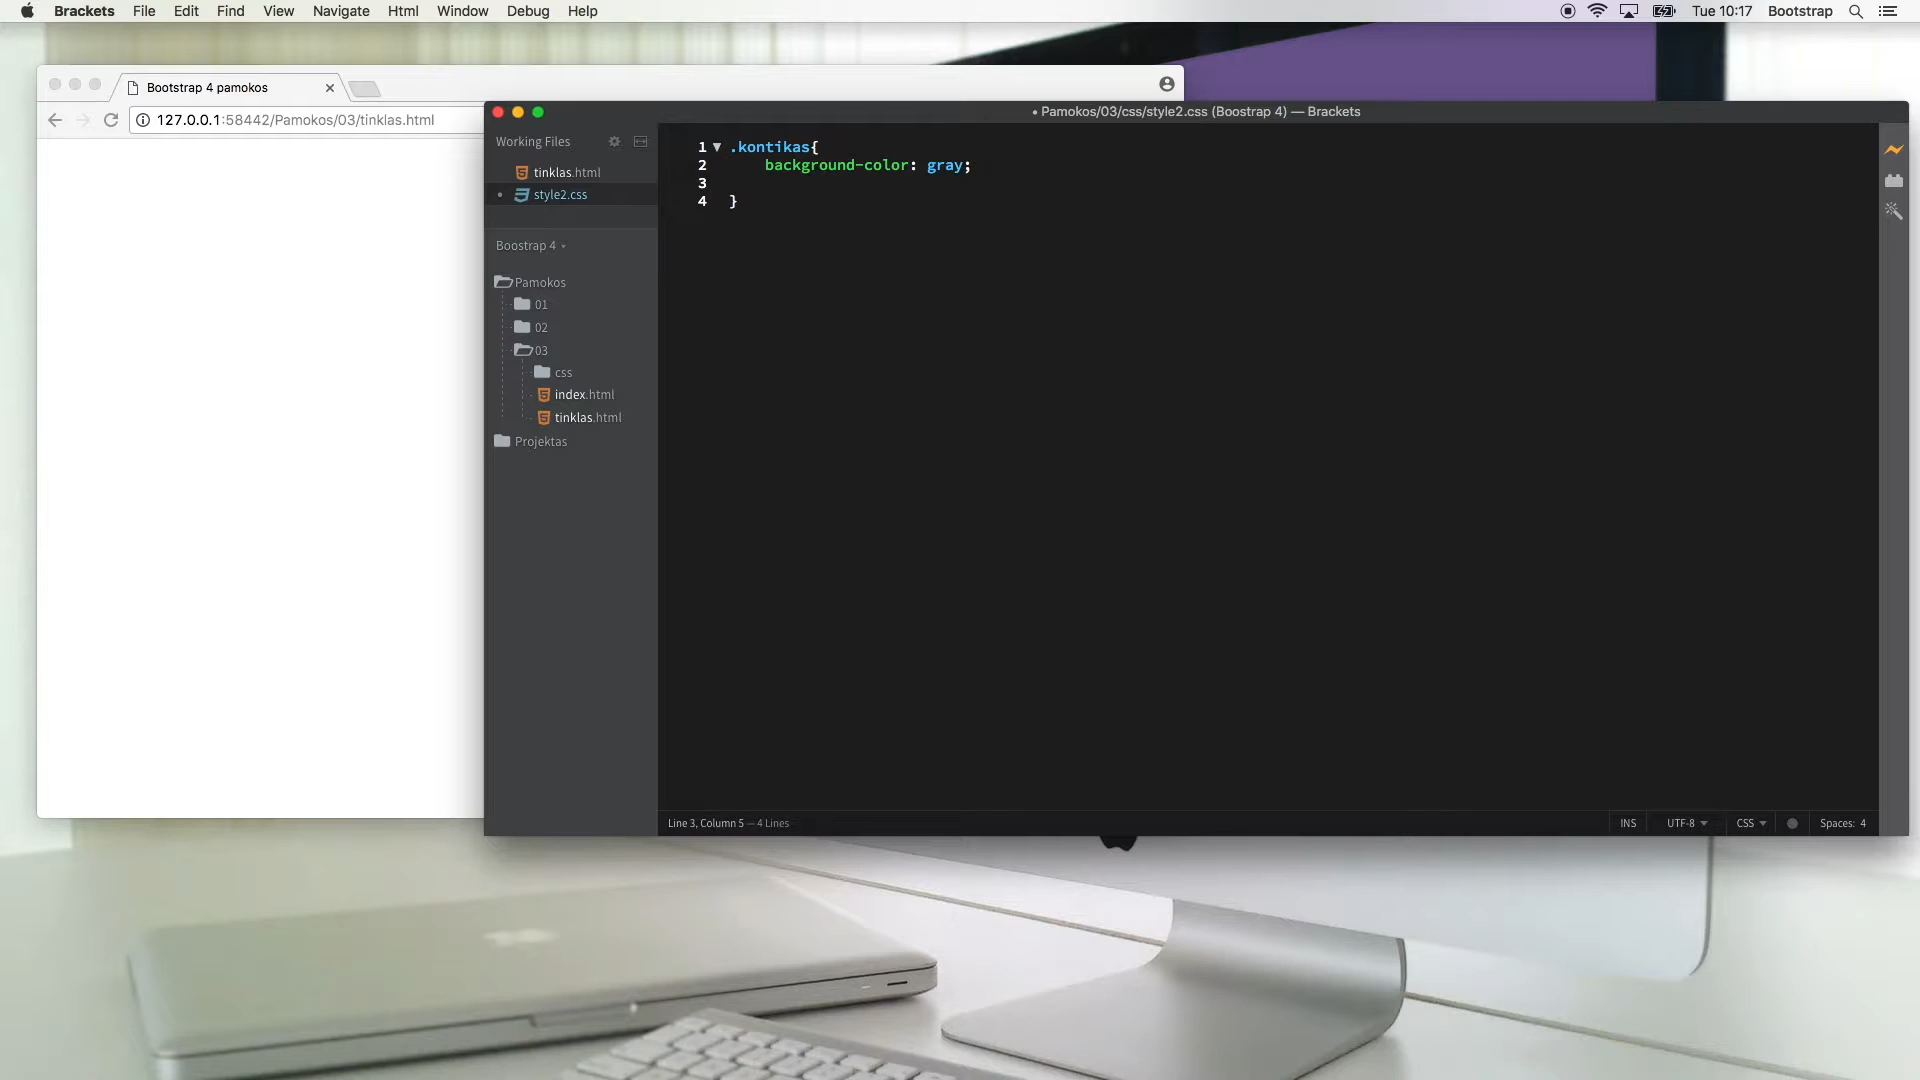 Brackets File Edit Find View Navigate Html Window Debug Help
Tue 10:17 Bootstrap
Bootstrap 4 pamokos
127.0.0.1:58442/Pamokos/03/tinklas.html
• Pamokos/03/css/style2.css (Boostrap 4) — Brackets
Working Files
tinklas.html
style2.css
Boostrap 4
Pamokos
01
02
03
css
index.html
tinklas.html
Projektas
1 .kontikas{
2 background-color: gray;
3
4 }
Line 3, Column 5 — 4 Lines
INS UTF-8 CSS Spaces: 4